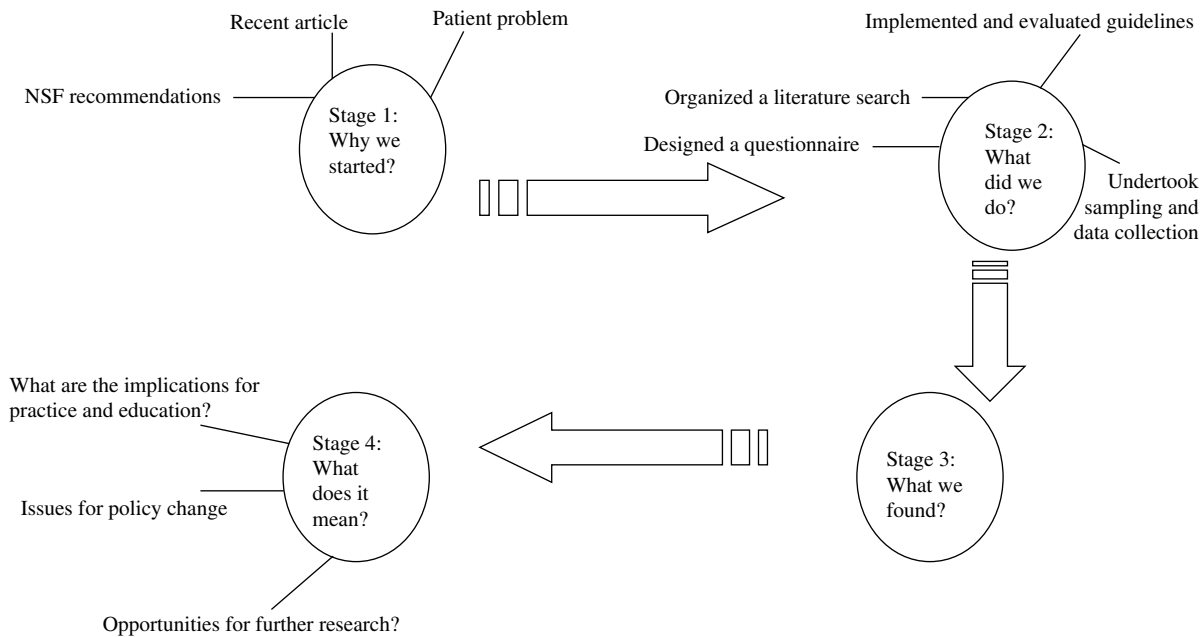 Recent article
Patient problem
NSF recommendations
Stage 1:
Why we
started?
Implemented and evaluated guidelines
Organized a literature search
Designed a questionnaire
Stage 2:
What
did we
do?
Undertook
sampling and
data collection
Stage 3:
What we
found?
What are the implications for
practice and education?
Stage 4:
What
does it
mean?
Issues for policy change
Opportunities for further research?